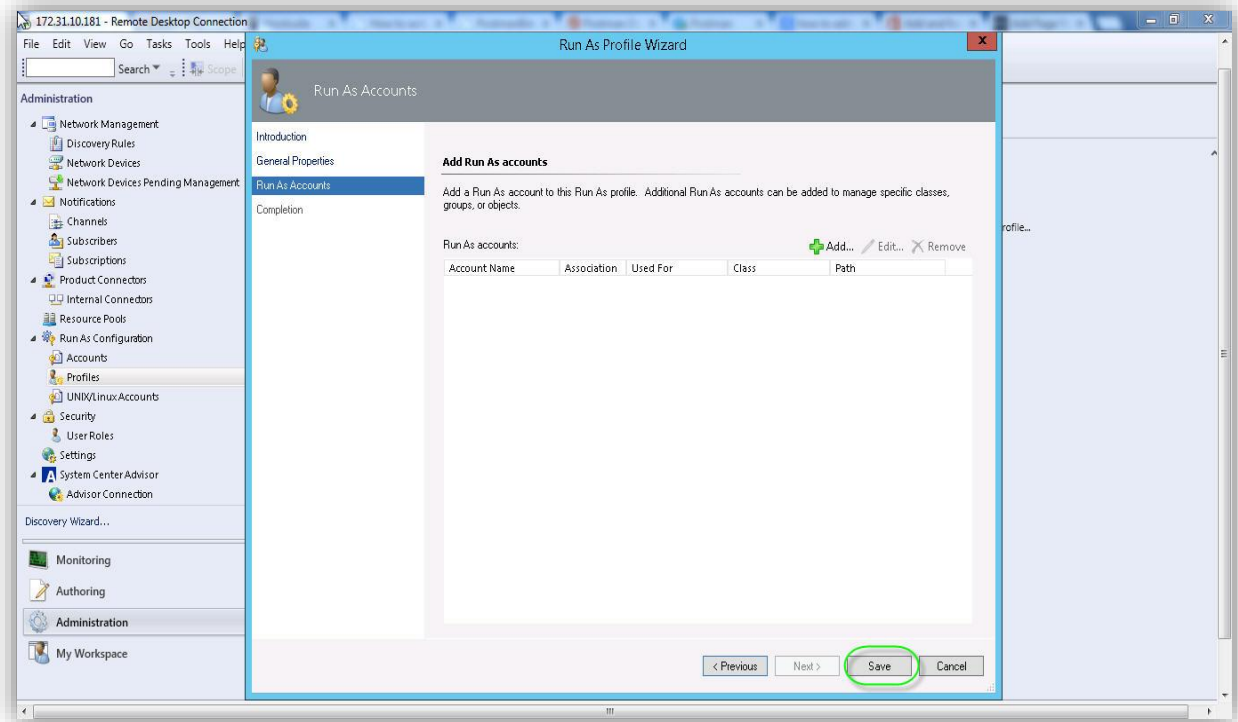 172.31.10.181 - Remote Desktop Connection
File Edit View Go Tasks Tools Help
Search Scope
Administration
Network Management
Discovery Rules
Network Devices
Network Devices Pending Management
Notifications
Channels
Subscribers
Subscriptions
Product Connectors
Internal Connectors
Resource Pools
Run As Configuration
Accounts
Profiles
UNIX/Linux Accounts
Security
User Roles
Settings
System Center Advisor
Advisor Connection
Discovery Wizard...
Monitoring
Authoring
Administration
My Workspace
Run As Profile Wizard
X
Run As Accounts
Introduction
General Properties
Run As Accounts
Completion
Add Run As accounts
Add a Run As account to this Run As profile. Additional Run As accounts can be added to manage specific classes,
groups, or objects.
Run As accounts: Add... Edit... Remove
Account Name Association Used For Class Path
< Previous Next > Save Cancel
rofile...